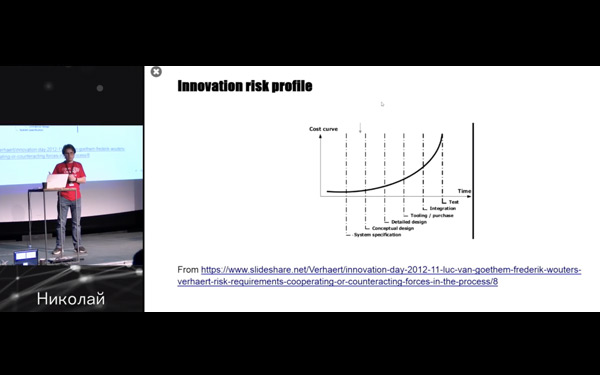 Innovation risk profile
Cost curve
Time
Test
Integration
Tooling / purchase
Detailed design
Conceptual design
System specification
From https://www.slideshare.net/Verhaert/innovation-day-2012-11-luc-van-goethem-frederik-wouters-
verhaert-risk-requirements-cooperating-or-counteracting-forces-in-the-process/8
Николай